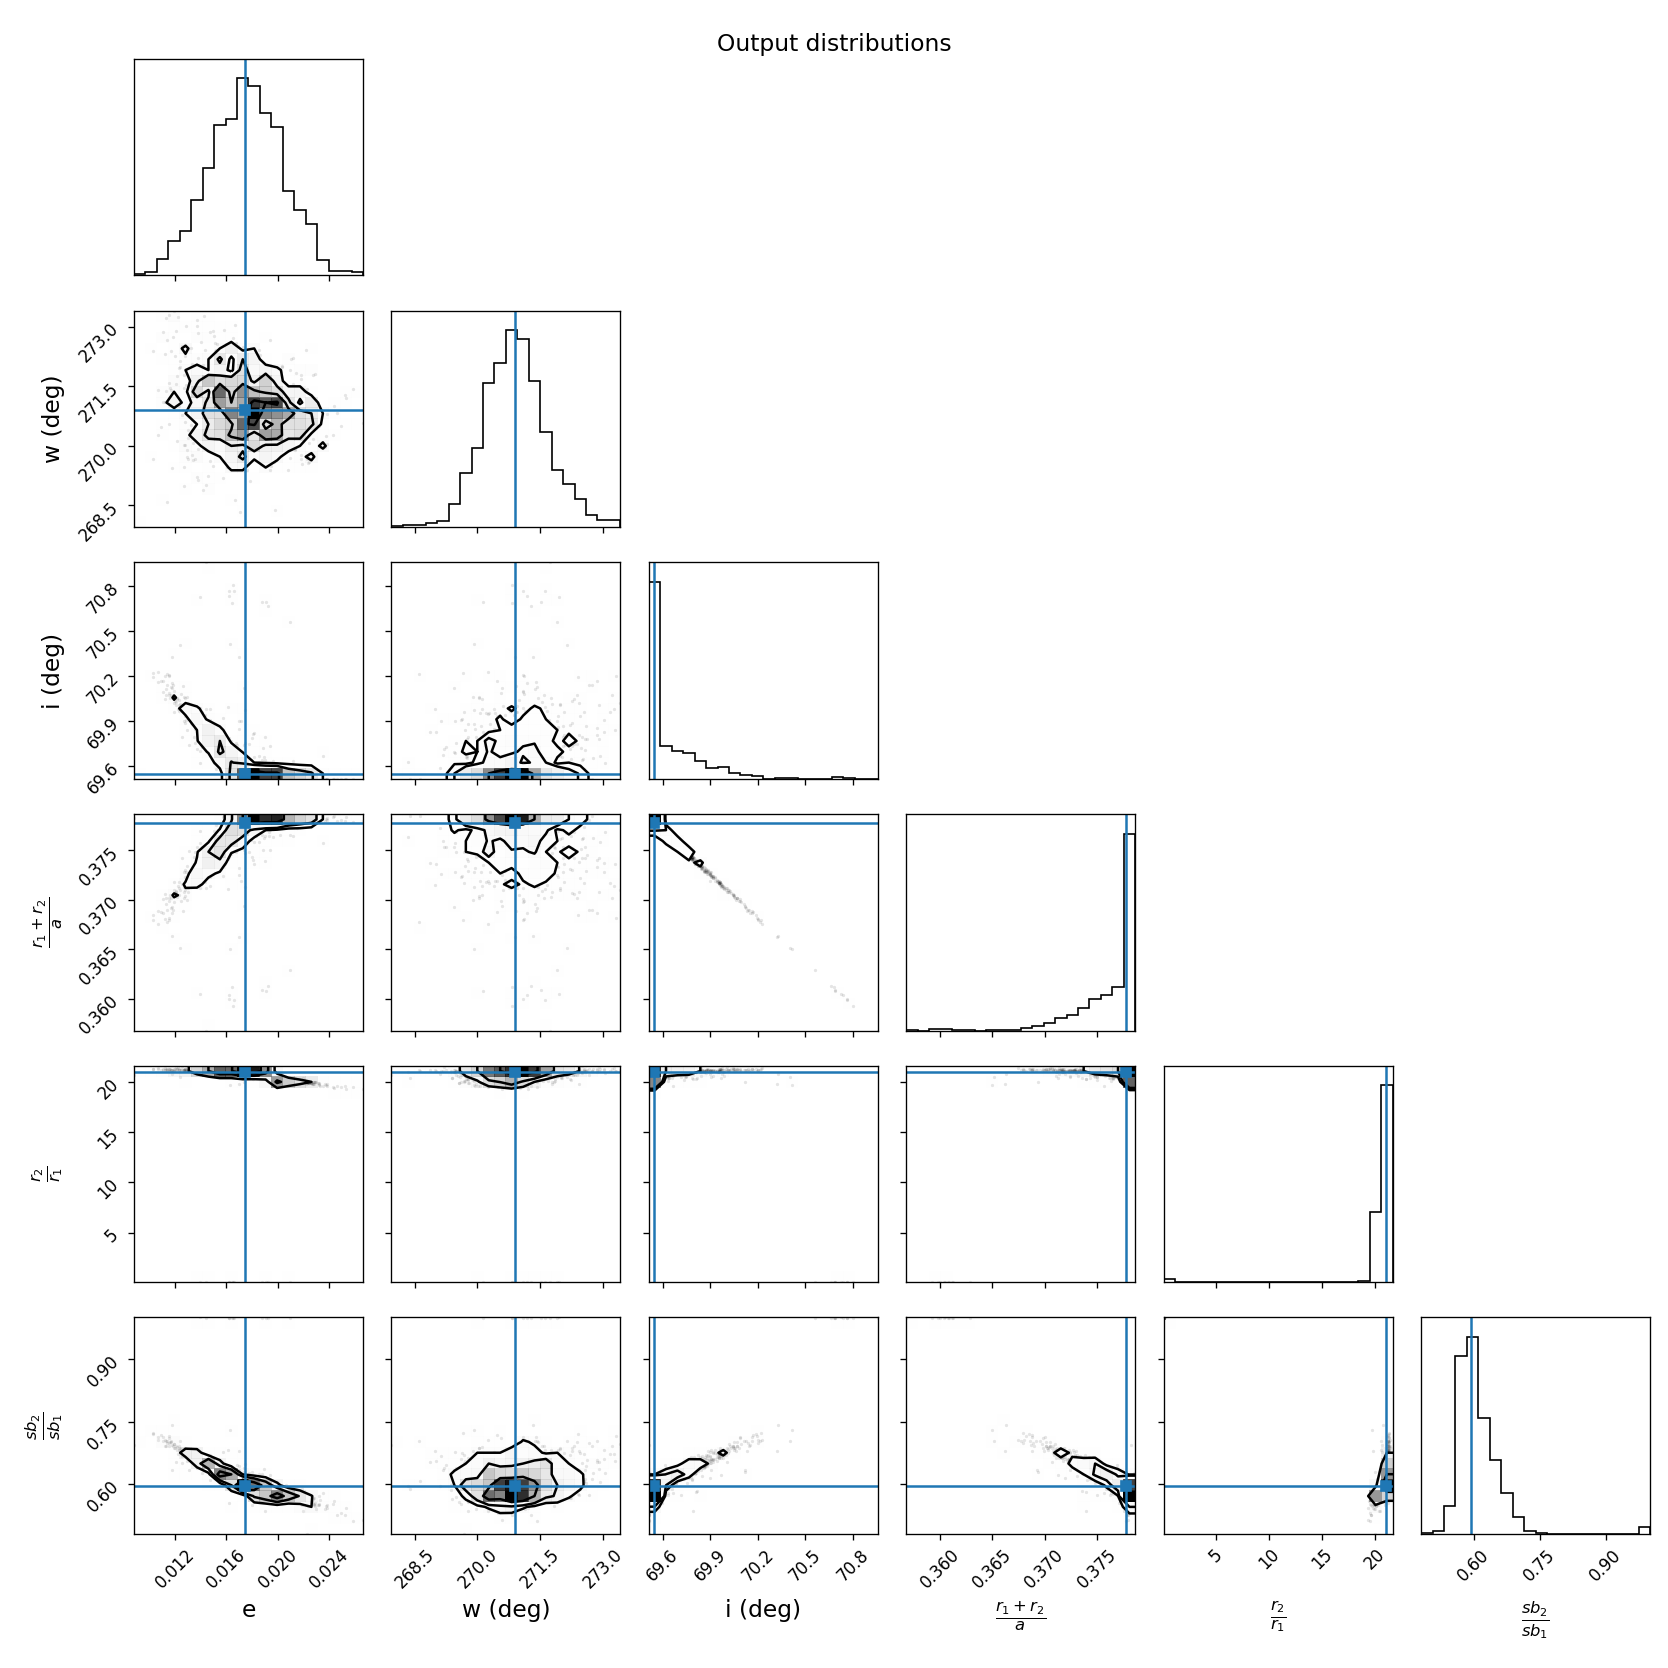 Output distributions
w (deg)
273.0
271.5
270.0
268.5
i (deg)
70.8
70.5
70.2
69.9
69.6
r1 + r2
a
0.375
0.370
0.365
0.360
r2
r1
20
15
10
5
sb2
sb1
0.90
0.75
0.60
0.012 0.016 0.020 0.024 268.5 270.0 271.5 273.0 69.6 69.9 70.2 70.5 70.8 0.360 0.365 0.370 0.375 5 10 15 20 0.60 0.75 0.90
e w (deg) i (deg) r1 + r2 r2 sb2
a r1 sb1